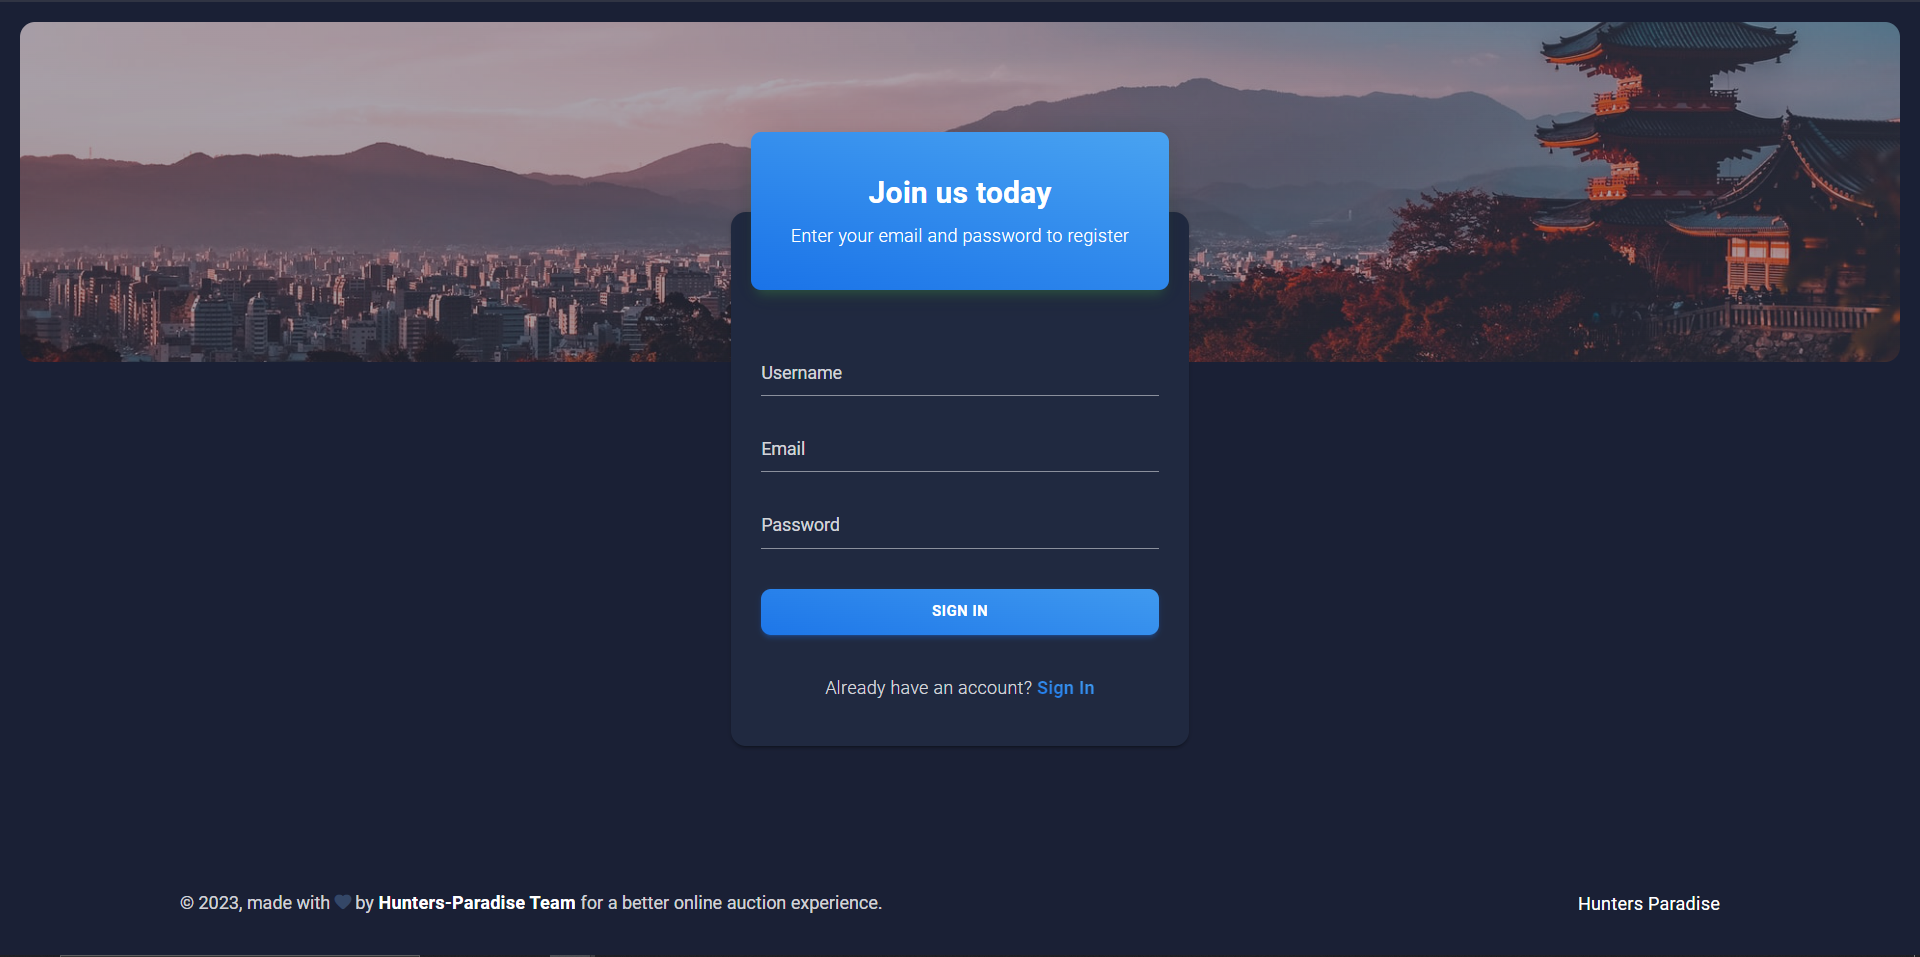 Join us today
Enter your email and password to register
Username
Email
Password
SIGN IN
Already have an account? Sign In
© 2023, made with by Hunters-Paradise Team for a better online auction experience.
Hunters Paradise